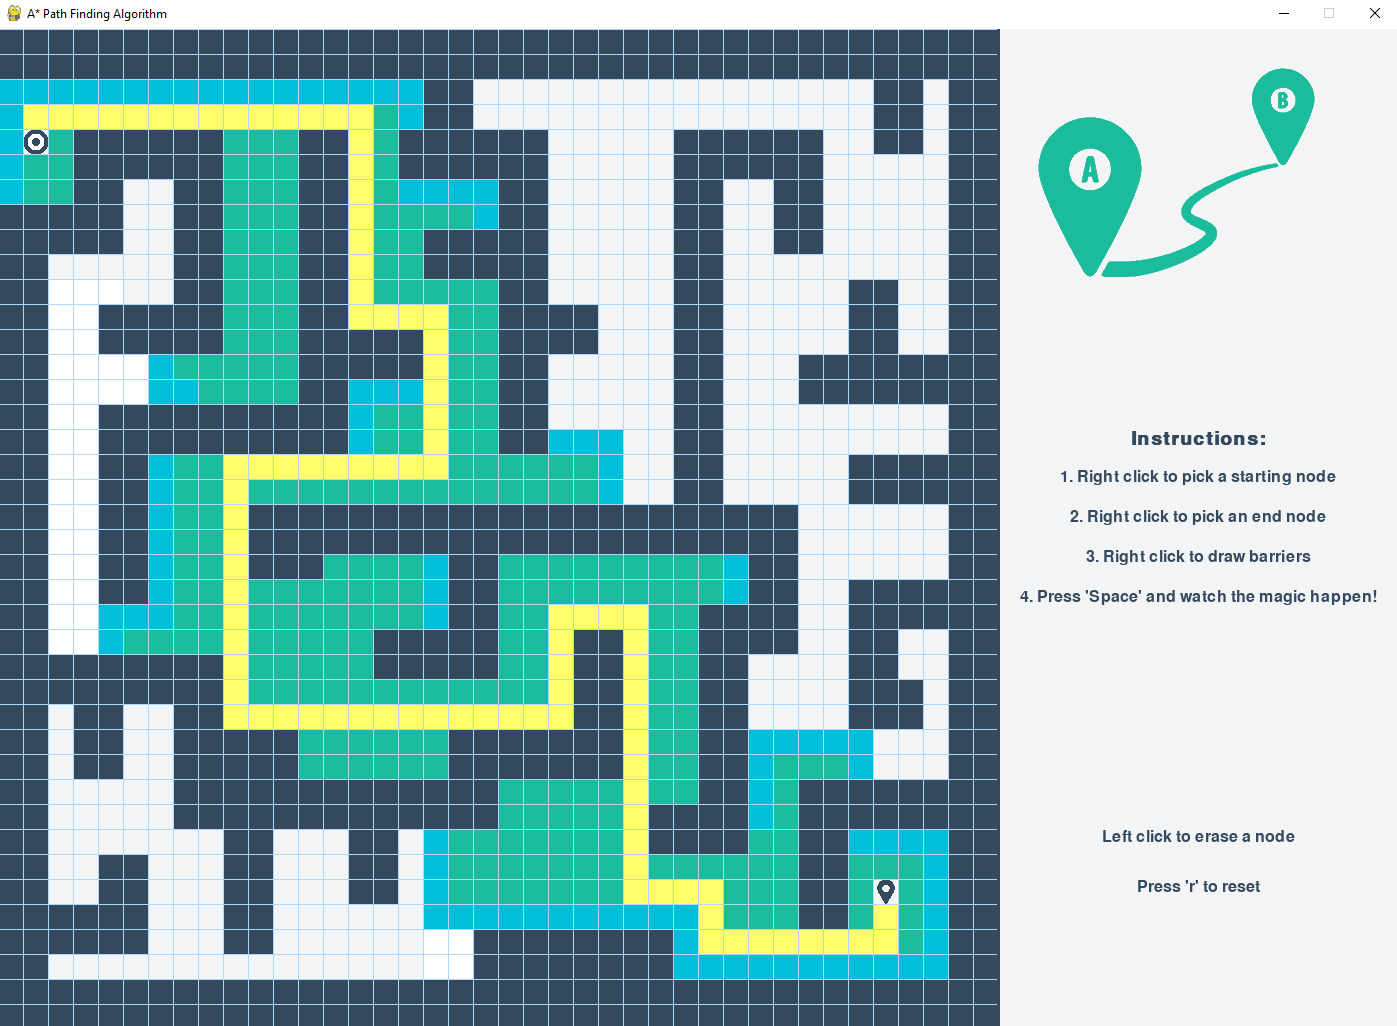 A* Path Finding Algorithm
B
A
Instructions:
1. Right click to pick a starting node
2. Right click to pick an end node
3. Right click to draw barriers
4. Press 'Space' and watch the magic happen!
Left click to erase a node
Press 'r' to reset